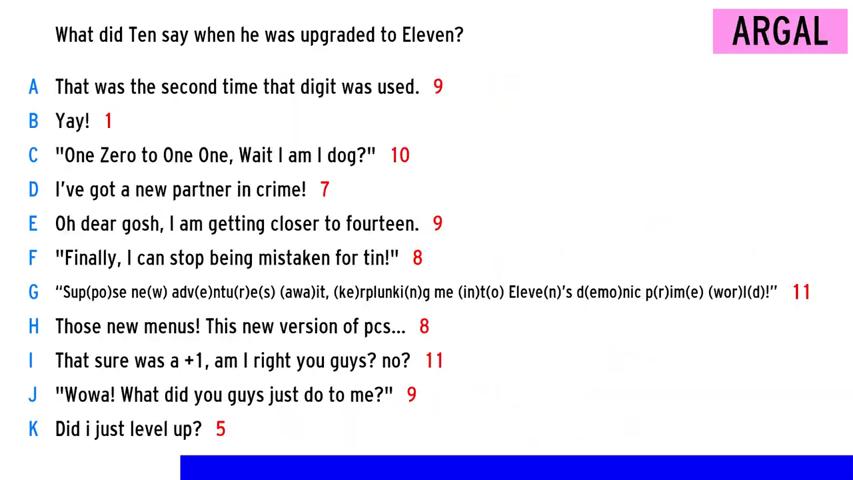 What did Ten say when he was upgraded to Eleven?
ARGAL
A That was the second time that digit was used. 9
B Yay! 1
C "One Zero to One One, Wait I am I dog?" 10
D I've got a new partner in crime! 7
E Oh dear gosh, I am getting closer to fourteen. 9
F "Finally, I can stop being mistaken for tin!" 8
G “Sup(po)se ne(w) adv(e)ntu(r)e(s) (awa)it, (ke)rplunki(n)g me (in)t(o) Eleve(n)'s d(emo)nic p(r)im(e) (wor)l(d)!” 11
H Those new menus! This new version of pcs... 8
I That sure was a +1, am I right you guys? no? 11
J "Wowa! What did you guys just do to me?" 9
K Did i just level up? 5